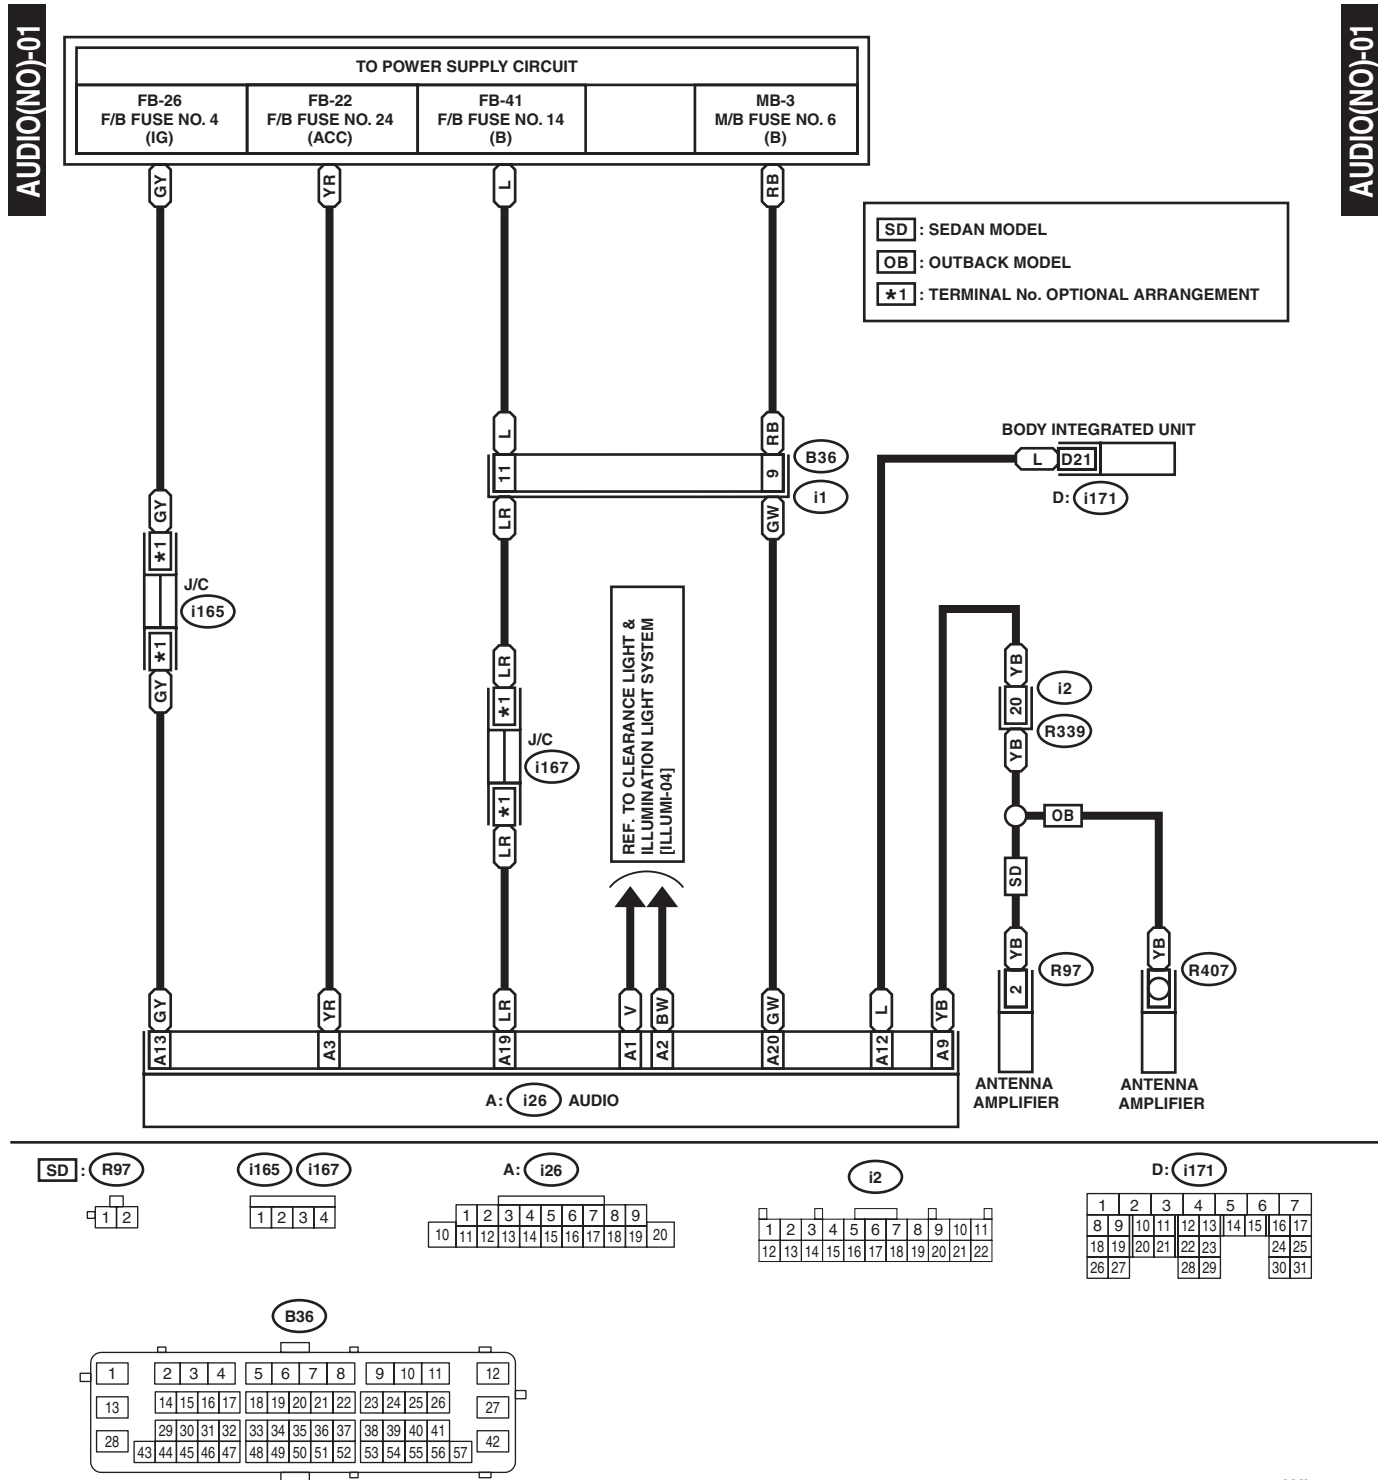 AUDIO(NO)-01
AUDIO(NO)-01
TO POWER SUPPLY CIRCUIT
FB-26
F/B FUSE NO. 4
(IG)
FB-22
F/B FUSE NO. 24
(ACC)
FB-41
F/B FUSE NO. 14
(B)
MB-3
M/B FUSE NO. 6
(B)
GY
YR
L
RB
SD : SEDAN MODEL
OB : OUTBACK MODEL
*1 : TERMINAL No. OPTIONAL ARRANGEMENT
L
RB
11
9
B36
i1
LR
GW
BODY INTEGRATED UNIT
L D21
D: i171
GY
*1
J/C
i165
*1
GY
LR
*1
J/C
i167
*1
LR
REF. TO CLEARANCE LIGHT &
ILLUMINATION LIGHT SYSTEM
[ILLUMI-04]
YB
20
i2
R339
YB
OB
SD
YB
2
R97
YB
R407
ANTENNA
AMPLIFIER
ANTENNA
AMPLIFIER
GY YR LR V BW GW L YB
A13 A3 A19 A1 A2 A20 A12 A9
A: i26 AUDIO
SD : R97
1 2
i165 i167
1 2 3 4
A: i26
1 2 3 4 5 6 7 8 9
10 11 12 13 14 15 16 17 18 19 20
i2
1 2 3 4 5 6 7 8 9 10 11
12 13 14 15 16 17 18 19 20 21 22
D: i171
1 2 3 4 5 6 7
8 9 10 11 12 13 14 15 16 17
18 19 20 21 22 23 24 25
26 27 28 29 30 31
B36
1 2 3 4 5 6 7 8 9 10 11 12
13 14 15 16 17 18 19 20 21 22 23 24 25 26 27
28 29 30 31 32 33 34 35 36 37 38 39 40 41 42
43 44 45 46 47 48 49 50 51 52 53 54 55 56 57